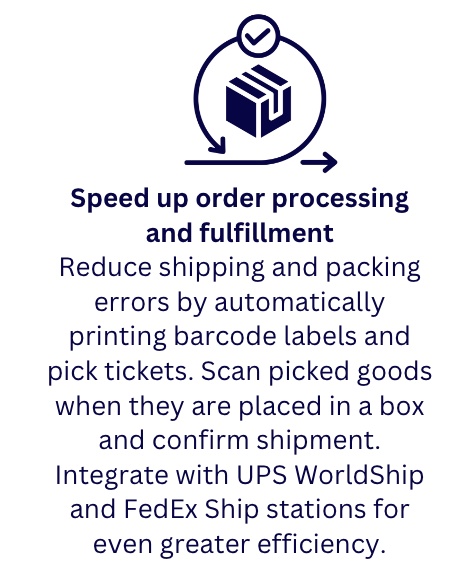 Speed up order processing
and fulfillment
Reduce shipping and packing
errors by automatically
printing barcode labels and
pick tickets. Scan picked goods
when they are placed in a box
and confirm shipment.
Integrate with UPS WorldShip
and FedEx Ship stations for
even greater efficiency.